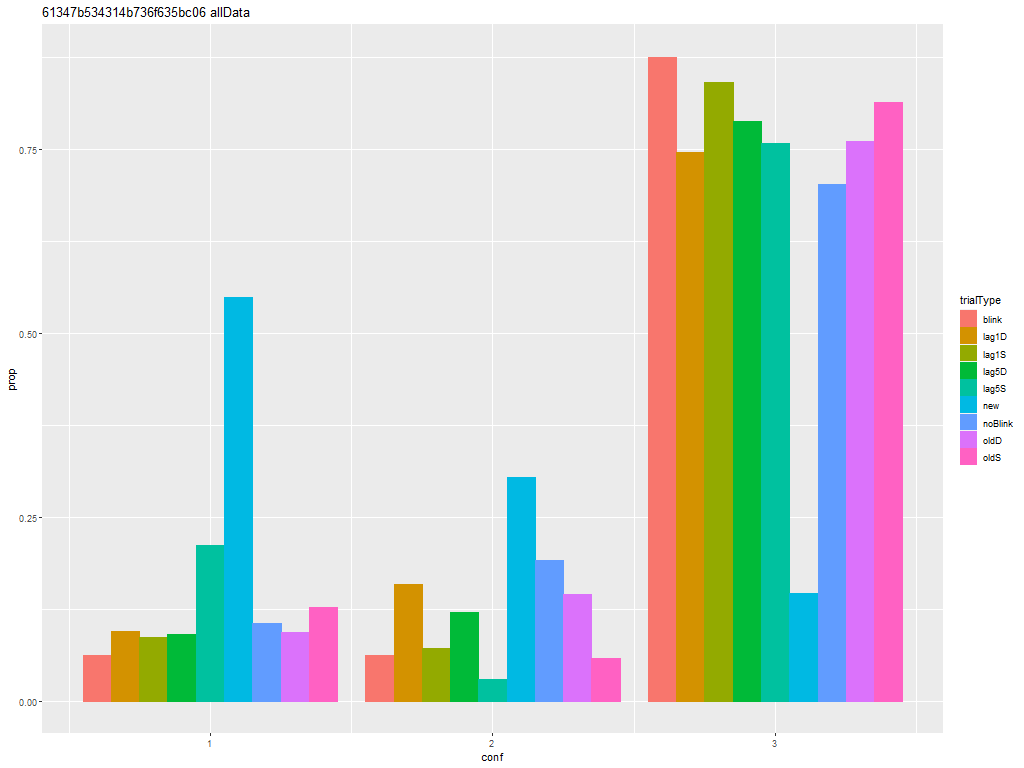 61347b534314b736f635bc06 allData
0.75
0.50
0.25
0.00
prop
1
2
3
conf
trialType
blink
lag1D
lag1S
lag5D
lag5S
new
noBlink
oldD
oldS